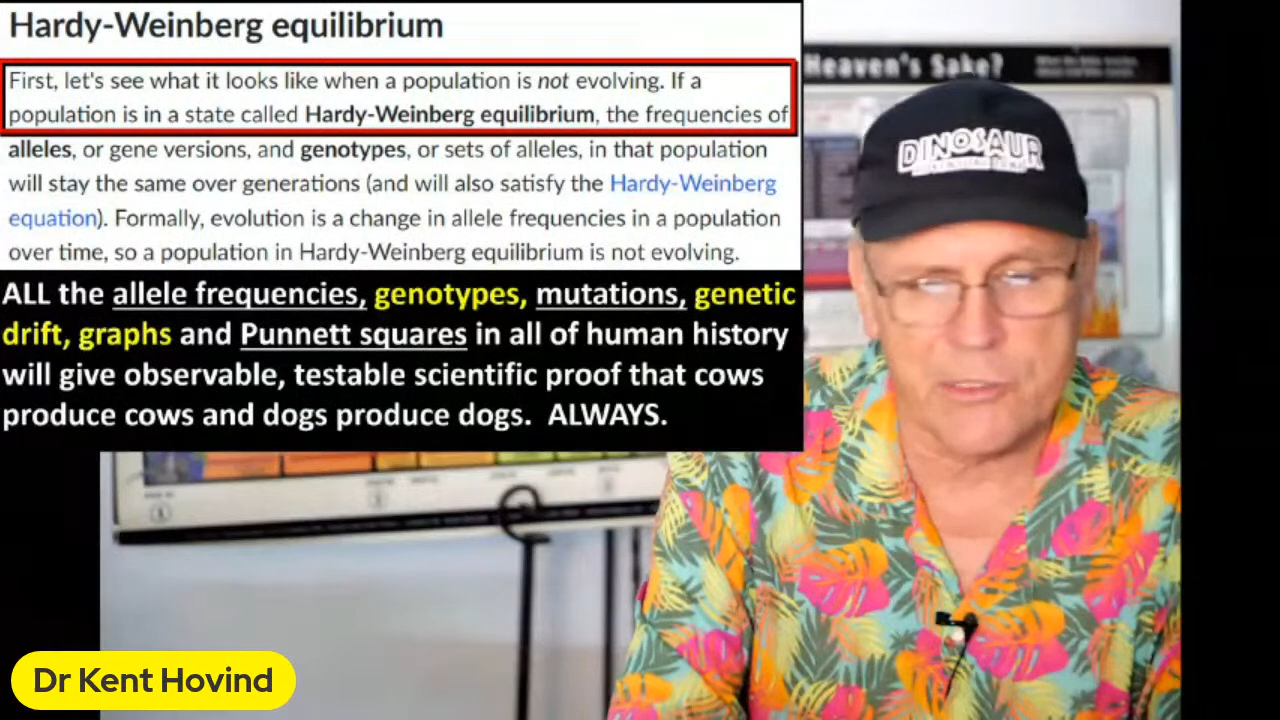 Hardy-Weinberg equilibrium
First, let's see what it looks like when a population is not evolving. If a
population is in a state called Hardy-Weinberg equilibrium, the frequencies of
alleles, or gene versions, and genotypes, or sets of alleles, in that population
will stay the same over generations (and will also satisfy the Hardy-Weinberg
equation). Formally, evolution is a change in allele frequencies in a population
over time, so a population in Hardy-Weinberg equilibrium is not evolving.
ALL the allele frequencies, genotypes, mutations, genetic
drift, graphs and Punnett squares in all of human history
will give observable, testable scientific proof that cows
produce cows and dogs produce dogs. ALWAYS.
Heaven's Sake?
DINOSAUR
Dr Kent Hovind